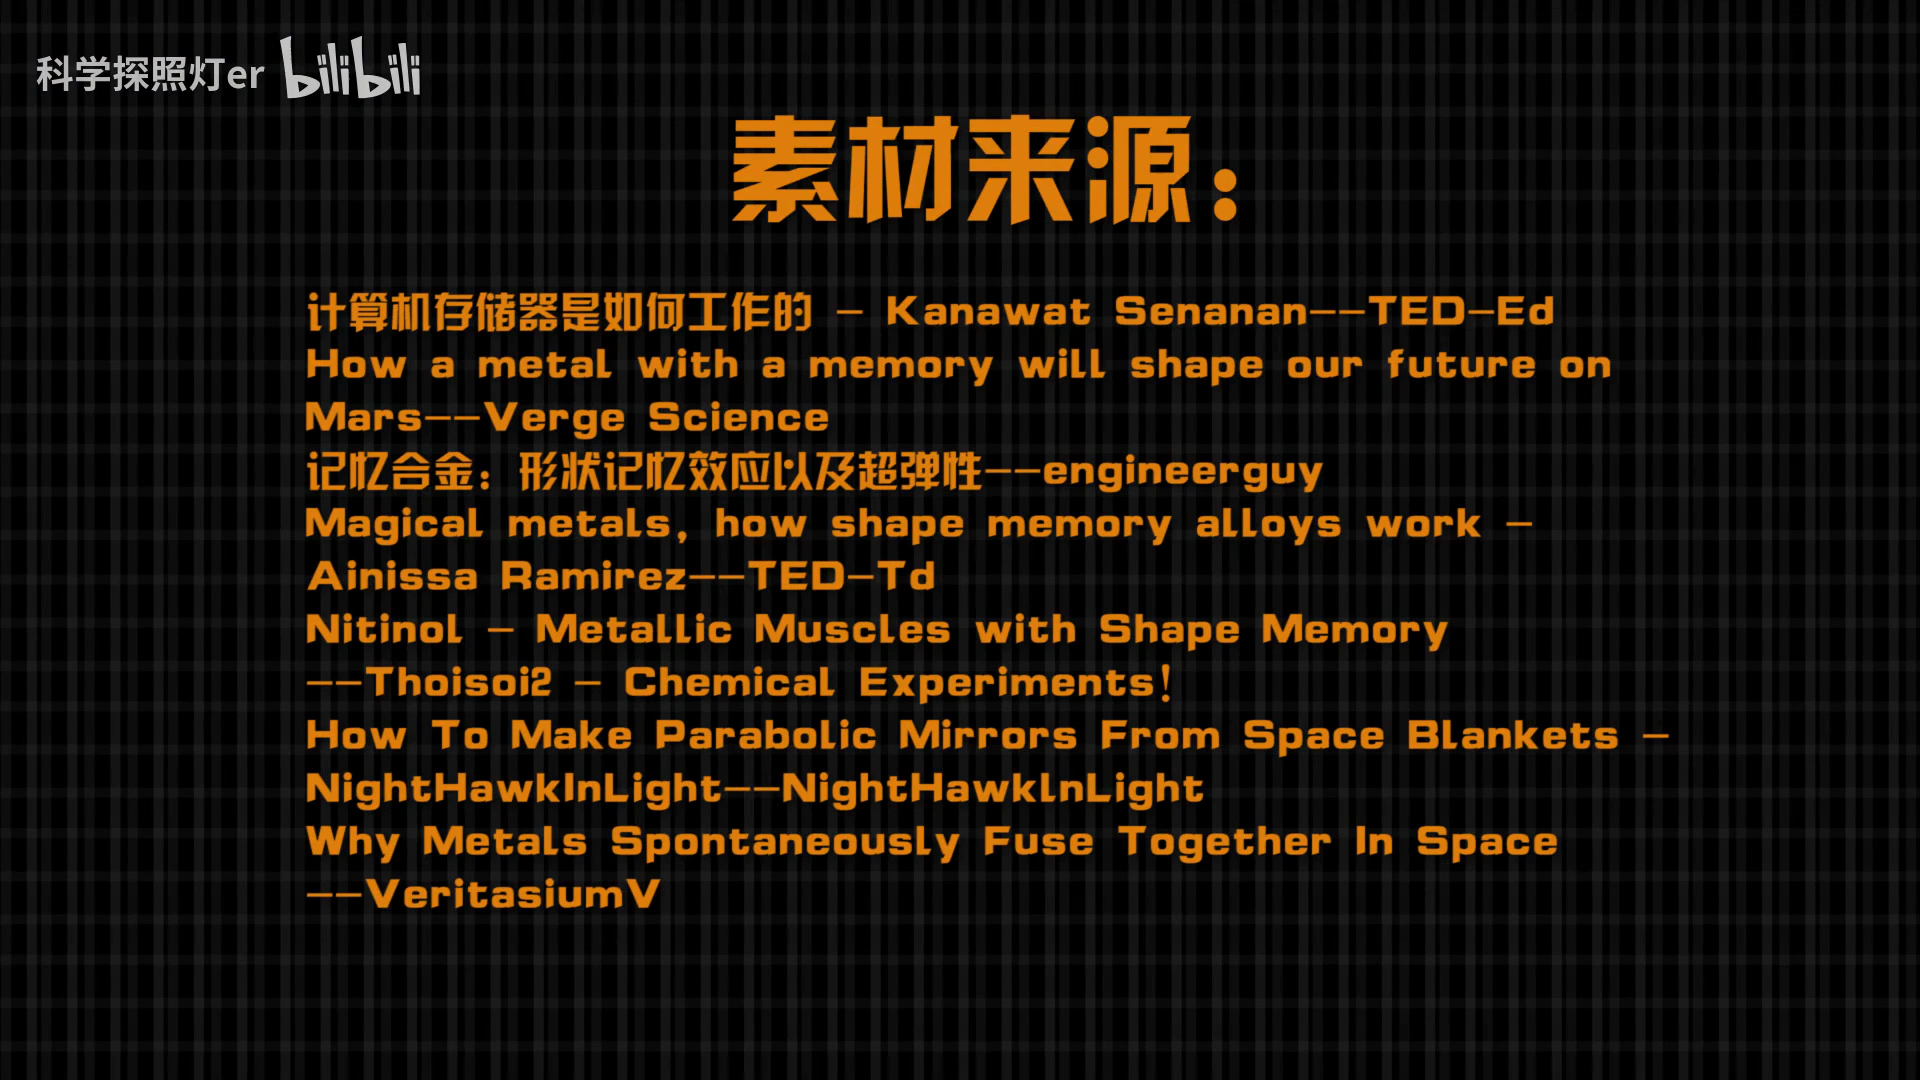 科学探照灯er bilibili
素材来源：
计算机存储器是如何工作的 - Kanawat Senanan--TED-Ed
How a metal with a memory will shape our future on
Mars--Verge Science
记忆合金：形状记忆效应以及超弹性--engineerguy
Magical metals, how shape memory alloys work -
Ainissa Ramirez--TED-Td
Nitinol - Metallic Muscles with Shape Memory
--Thoisoi2 - Chemical Experiments!
How To Make Parabolic Mirrors From Space Blankets -
NightHawkInLight--NightHawklnLight
Why Metals Spontaneously Fuse Together In Space
--VeritasiumV